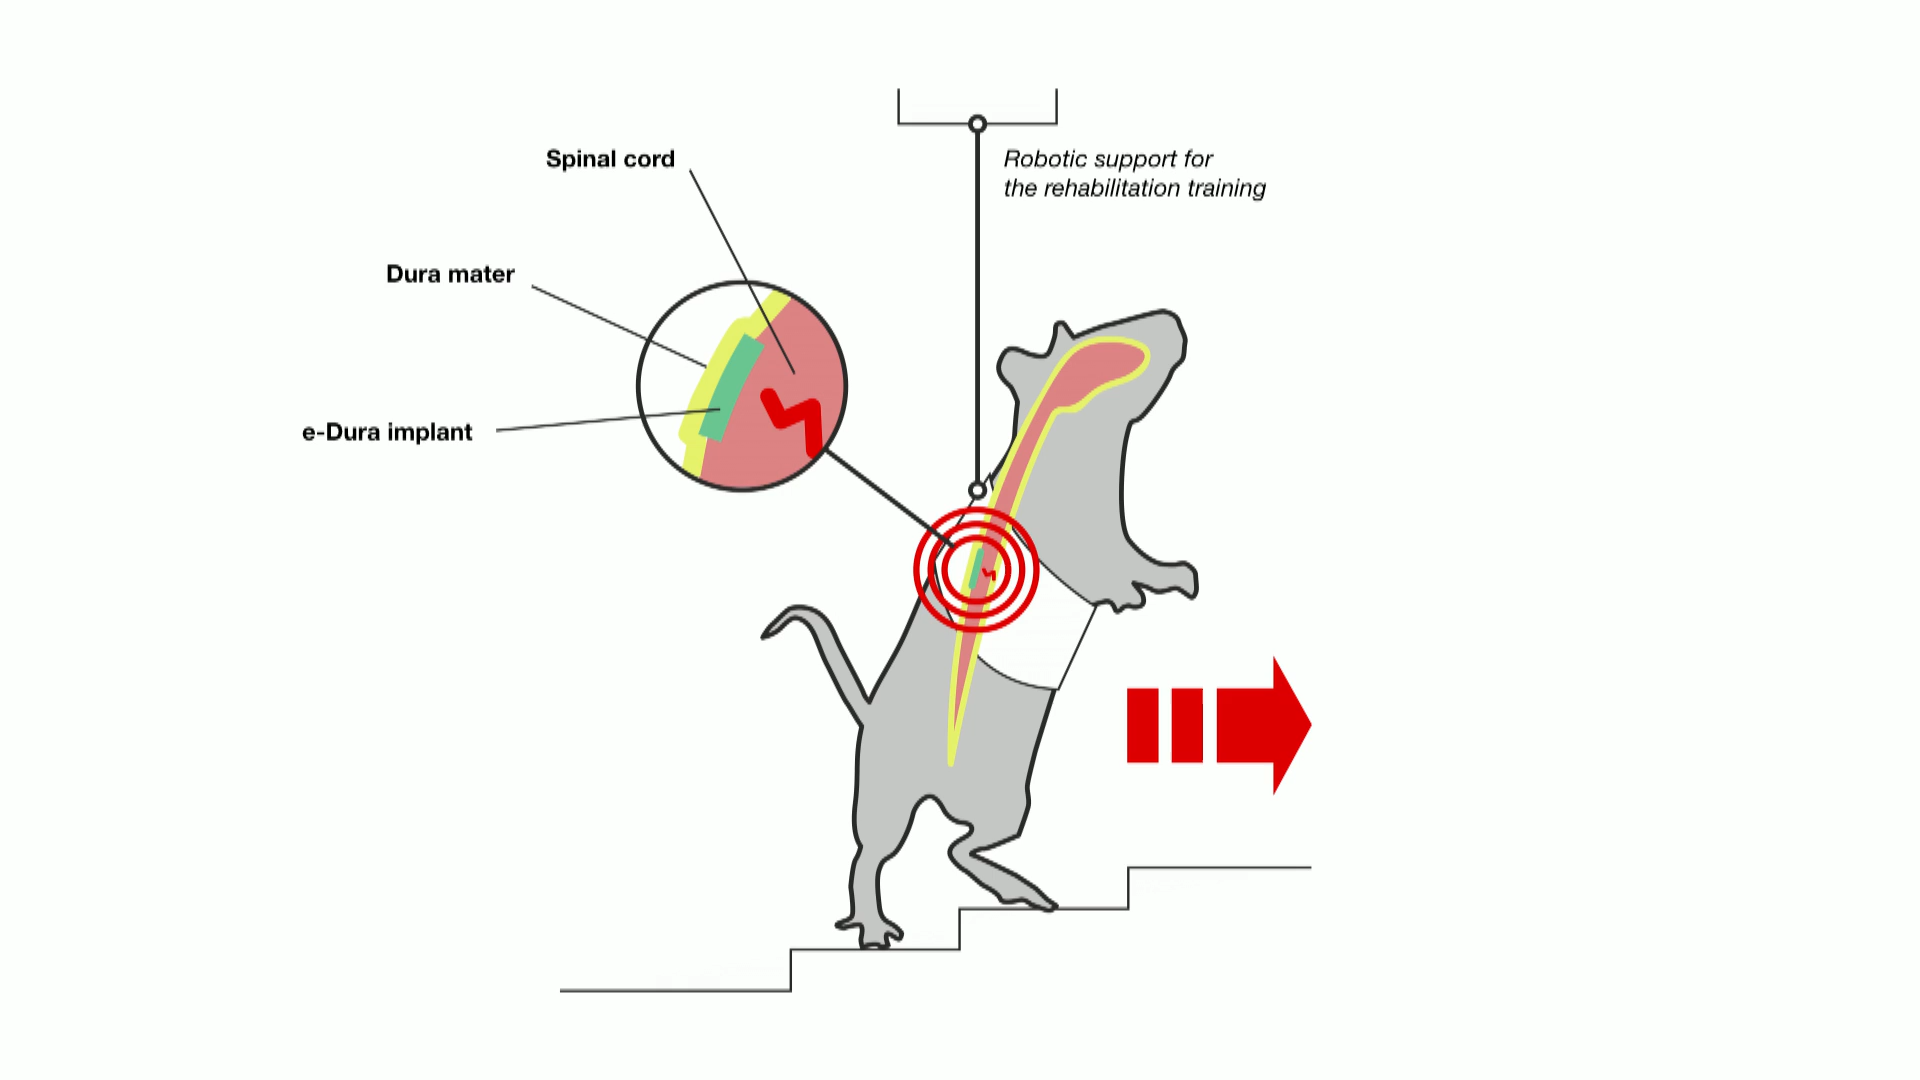 Spinal cord
Robotic support for
the rehabilitation training
Dura mater
e-Dura implant